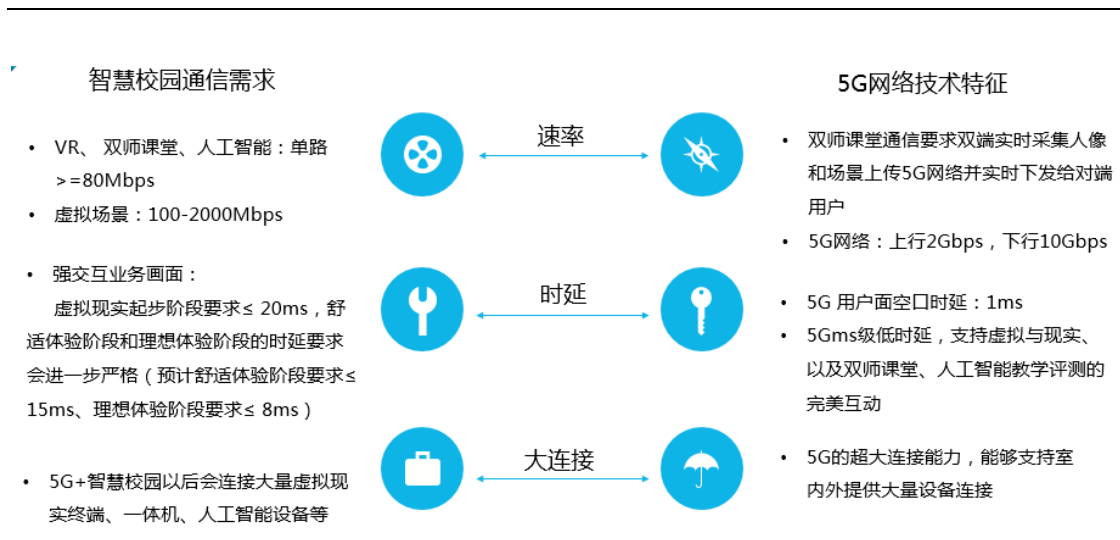 智慧校园通信需求
• VR、 双师课堂、人工智能：单路
>=80Mbps
• 虚拟场景：100-2000Mbps
• 强交互业务画面：
虚拟现实起步阶段要求≤ 20ms，舒
适体验阶段和理想体验阶段的时延要求
会进一步严格（预计舒适体验阶段要求≤
15ms、理想体验阶段要求≤ 8ms）
• 5G+智慧校园以后会连接大量虚拟现
实终端、一体机、人工智能设备等
速率
时延
大连接
5G网络技术特征
• 双师课堂通信要求双端实时采集人像
和场景上传5G网络并实时下发给对端
用户
• 5G网络：上行2Gbps，下行10Gbps
• 5G 用户面空口时延：1ms
• 5Gms级低时延，支持虚拟与现实、
以及双师课堂、人工智能教学评测的
完美互动
• 5G的超大连接能力，能够支持室
内外提供大量设备连接